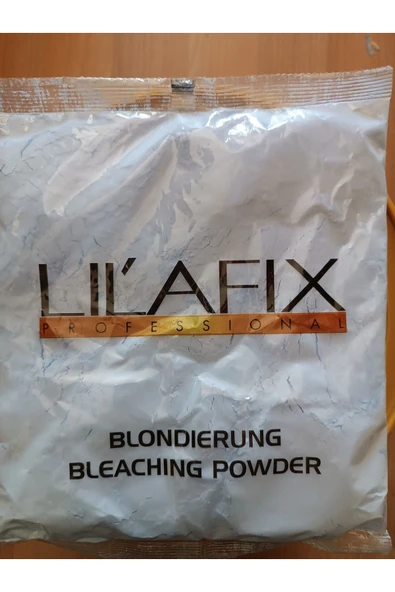 LIL'AFIX
PROFESSIONAL
BLONDIERUNG
BLEACHING POWDER